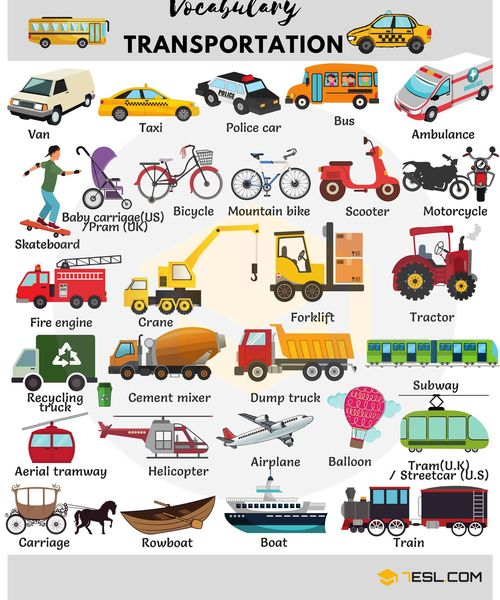 Vocabulary
TRANSPORTATION
Van
Taxi
POLICE
Police car
Bus
Ambulance
Baby carriage(US)
/Pram (UK)
Bicycle
Mountain bike
Scooter
Motorcycle
Skateboard
Fire engine
Crane
Forklift
Tractor
Recycling
truck
Cement mixer
Dump truck
Subway
Aerial tramway
Helicopter
Airplane
Balloon
Tram(U.K)
/ Streetcar (U.S)
Carriage
Rowboat
Boat
Train
7ESL.COM